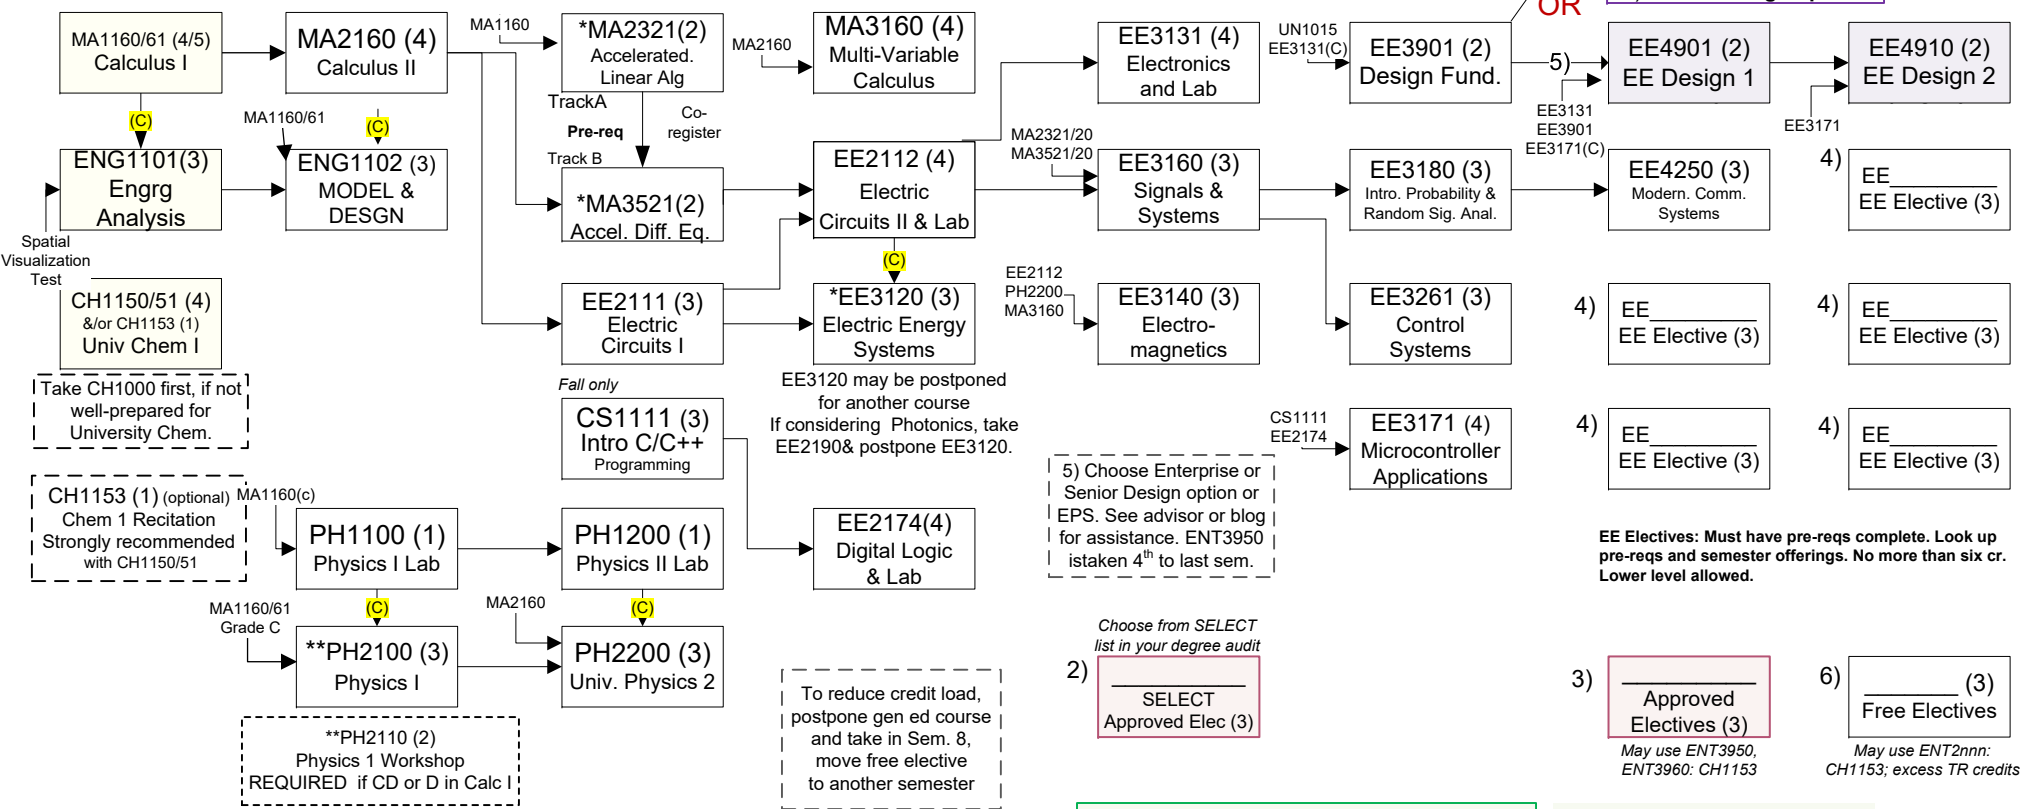 OR
MA1160/61 (4/5)
Calculus I
MA2160 (4)
Calculus II
MA1160
*MA2321(2)
Accelerated.
Linear Alg
MA2160
MA3160 (4)
Multi-Variable
Calculus
EE3131 (4)
Electronics
and Lab
UN1015
EE3131(C)
EE3901 (2)
Design Fund.
5)
EE4901 (2)
EE Design 1
EE4910 (2)
EE Design 2
(C)
MA1160/61
(C)
TrackA
Pre-req
Co-
register
Track B
EE3131
EE3901
EE3171(C)
EE3171
ENG1101(3)
Engrg
Analysis
ENG1102 (3)
MODEL &
DESGN
*MA3521(2)
Accel. Diff. Eq.
EE2112 (4)
Electric
Circuits II & Lab
MA2321/20
MA3521/20
EE3160 (3)
Signals &
Systems
EE3180 (3)
Intro. Probability &
Random Sig. Anal.
EE4250 (3)
Modern. Comm.
Systems
4)
EE_________
EE Elective (3)
Spatial
Visualization
Test
(C)
CH1150/51 (4)
&/or CH1153 (1)
Univ Chem I
EE2111 (3)
Electric
Circuits I
*EE3120 (3)
Electric Energy
Systems
EE2112
PH2200
MA3160
EE3140 (3)
Electro-
magnetics
EE3261 (3)
Control
Systems
4)
EE_________
EE Elective (3)
4)
EE_________
EE Elective (3)
Take CH1000 first, if not
well-prepared for
University Chem.
Fall only
CS1111 (3)
Intro C/C++
Programming
EE3120 may be postponed
for another course
If considering Photonics, take
EE2190& postpone EE3120.
CS1111
EE2174
EE3171 (4)
Microcontroller
Applications
4)
EE_________
EE Elective (3)
4)
EE_________
EE Elective (3)
CH1153 (1) (optional)
Chem 1 Recitation
Strongly recommended
with CH1150/51
MA1160(c)
PH1100 (1)
Physics I Lab
PH1200 (1)
Physics II Lab
EE2174(4)
Digital Logic
& Lab
5) Choose Enterprise or
Senior Design option or
EPS. See advisor or blog
for assistance. ENT3950
istaken 4th to last sem.
EE Electives: Must have pre-reqs complete. Look up
pre-reqs and semester offerings. No more than six cr.
Lower level allowed.
MA1160/61
Grade C
(C)
MA2160
(C)
**PH2100 (3)
Physics I
PH2200 (3)
Univ. Physics 2
**PH2110 (2)
Physics 1 Workshop
REQUIRED if CD or D in Calc I
To reduce credit load,
postpone gen ed course
and take in Sem. 8,
move free elective
to another semester
Choose from SELECT
list in your degree audit
2)
___________
SELECT
Approved Elec (3)
3)
___________
Approved
Electives (3)
May use ENT3950,
ENT3960: CH1153
6)
_______ (3)
Free Electives
May use ENT2nnn:
CH1153; excess TR credits